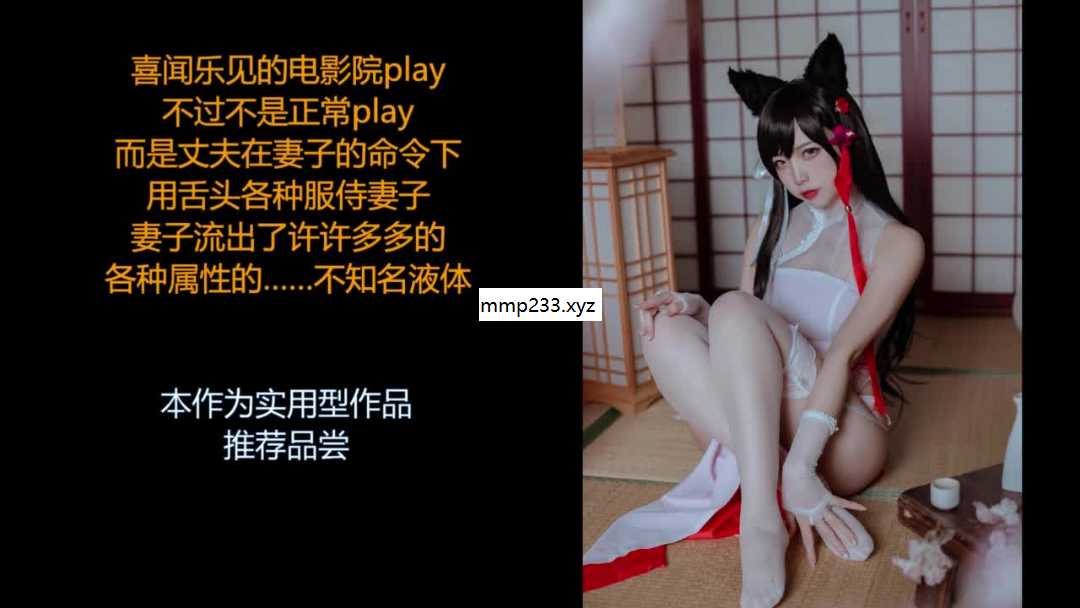 喜闻乐见的电影院play
不过不是正常play
而是丈夫在妻子的命令下
用舌头各种服侍妻子
妻子流出了许许多多的
各种属性的……不知名液体
mmp233.xyz
本作为实用型作品
推荐品尝